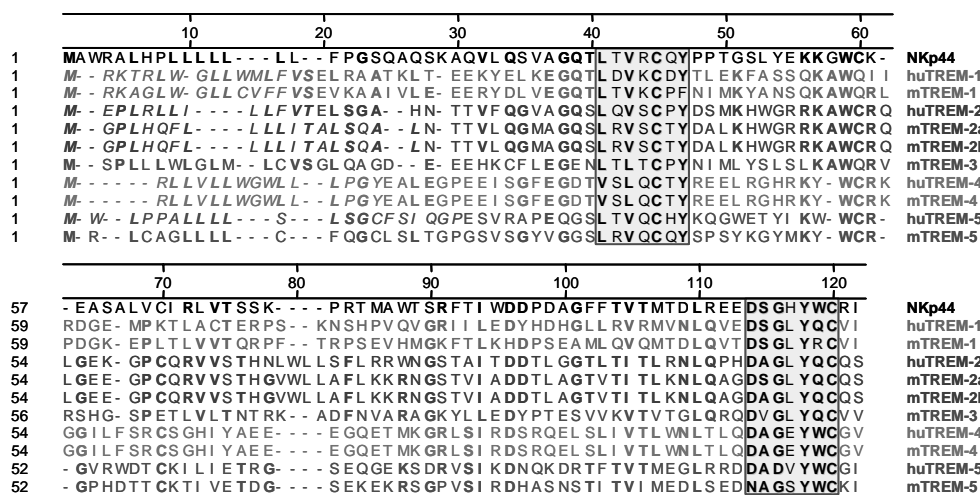 10 20 30 40 50 60
1 MAWRALHPLLLLL---LL--FPGSQAQSKAQVLQSVAGQTLTVRCQYPPTGSLYEKKGWCK- NKp44
1 M--RKTRLW-GLLWMLFVSELRAATKLT-EEKYELKEGQTLDVKCDYTLEKFASSQKAWQII huTREM-1
1 M--RKAGLW-GLLCVFFVSEVKAAIVLE-EERYDLVEGQTLTVKCPFNIMKYANSQKAWQRL mTREM-1
1 M--EPLRLLI---LLFVTELSGA--HN-TTVFQGVAGQSLQVSCPYDSMKHWGRRKAWCRQ huTREM-2
1 M--GPLHQFL---LLLITALSQA--LN-TTVLQGMAGQSLRVSCTYDALKHWGRRKAWCRQ mTREM-2a
1 M--GPLHQFL---LLLITALSQA--LNTTVLQGMAGQSLRVSCTYDALKHWGRRKAWCRQ mTREM-2
1 M--SPLLLWLGLM--LCVSGLQAGD--E-EEHKCFLEGENLTLTCPYNIMLYSLSLKAWQRV mTREM-3
1 M------RLLVLLWGWLL--LPGYEALEGPEEISGFEGDTVSLQCTYREELRGHRKY-WCRK huTREM-4
1 M------RLLVLLWGWLL--LPGYEALEGPEEISGFEGDTVSLQCTYREELRGHRKY-WCRK mTREM-4
1 M-W--LPPALLLL---S---LSGCFSIQGPESVRAPEQGSLTVQCHYKQGWETYIKW-WCR- huTREM-5
1 M-R--LCAGLLLL---C---FQGCLSLTGPGSVSGYVGGSLRVQCQYSPSYKGYMKY-WCR- mTREM-5
70 80 90 100 110 120
57 -EASALVCIRLVTSSK---PRTMAWTSRFTIWDDPDAGFFTVTMTDLREEDSGHYWCRI NKp44
59 RDGE-MPKTLACTERPS-KNSHPVQVGRIILEDYHDHGLLRVRMVNLQVEDSGLYQCVI huTREM-1
59 PDGK-EPLTLVVTQRPF-TRPSEVHMGKFTLKHDPSEAMLQVQMTDLQVTDSGLYRCVI mTREM-1
54 LGEK-GPCQRVVSTHNLWLLSFLRRWNGSTAITDDTLGGTLTITLRNLQPHDAGLYQCQS huTREM-2
54 LGEE-GPCQRVVSTHGVWLLAFLKKRNGSTVIADDTLAGTVTITLKNLQAGDSGLYQCQS mTREM-2a
54 LGEE-GPCQRVVSTHGVWLLAFLKKRNGSTVIADDTLAGTVTITLKNLQAGDSGLYQCQS mTREM-2
56 RSHG-SPETLVLTNTRK--ADFNVARAGKYLLEDYPTESVVKVTVTGLQRQDVGLYQCVV mTREM-3
54 GGILFSRCSGHIYAEE----EGQETMKGRLSIRDSRQELSLIVTLWNLTLQDAGEYWCGV huTREM-4
54 GGILFSRCSGHIYAEE----EGQETMKGRLSIRDSRQELSLIVTLWNLTLQDAGEYWCGV mTREM-4
52 -GVRWDTCKILIETRG----SEQGEKSDRVSIKDNQKDRTFTVTMEGLRRDDADVYWCGI huTREM-5
52 -GPHDTTCKTIVETDG----SEKEKRSGPVSIRDHASNSTITVIMEDLSEDNAGSYWCKI mTREM-5